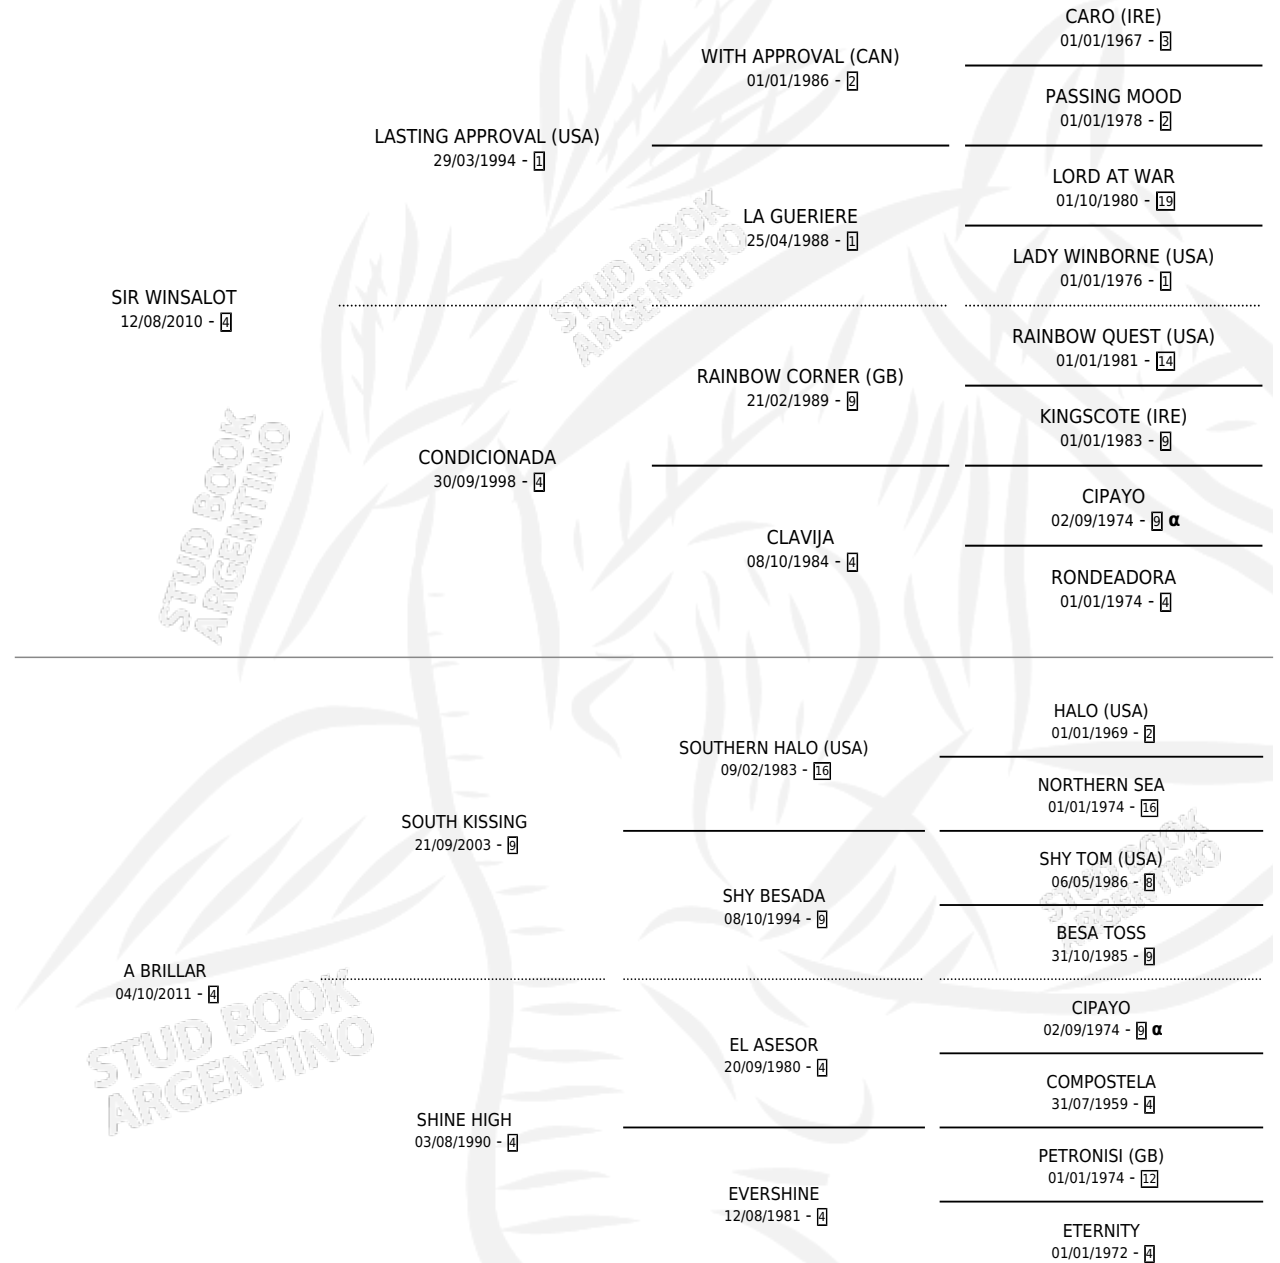 CARO (IRE)
01/01/1967 - 3
WITH APPROVAL (CAN)
01/01/1986 - 2
PASSING MOOD
01/01/1978 - 2
LASTING APPROVAL (USA)
29/03/1994 - 1
LORD AT WAR
01/10/1980 - 19
LA GUERIERE
25/04/1988 - 1
LADY WINBORNE (USA)
01/01/1976 - 1
SIR WINSALOT
12/08/2010 - 4
RAINBOW QUEST (USA)
01/01/1981 - 14
RAINBOW CORNER (GB)
21/02/1989 - 9
KINGSCOTE (IRE)
01/01/1983 - 9
CONDICIONADA
30/09/1998 - 4
CIPAYO
02/09/1974 - 9 α
CLAVIJA
08/10/1984 - 4
RONDEADORA
01/01/1974 - 4
HALO (USA)
01/01/1969 - 2
SOUTHERN HALO (USA)
09/02/1983 - 16
NORTHERN SEA
01/01/1974 - 16
SOUTH KISSING
21/09/2003 - 9
SHY TOM (USA)
06/05/1986 - 8
SHY BESADA
08/10/1994 - 9
BESA TOSS
31/10/1985 - 9
A BRILLAR
04/10/2011 - 4
CIPAYO
02/09/1974 - 9 α
EL ASESOR
20/09/1980 - 4
COMPOSTELA
31/07/1959 - 4
SHINE HIGH
03/08/1990 - 4
PETRONISI (GB)
01/01/1974 - 12
EVERSHINE
12/08/1981 - 4
ETERNITY
01/01/1972 - 4
STUD BOOK
ARGENTINO
STUD BOOK
ARGENTINO
STUD BOOK
ARGENTINO
STUD BOOK
ARGENTINO